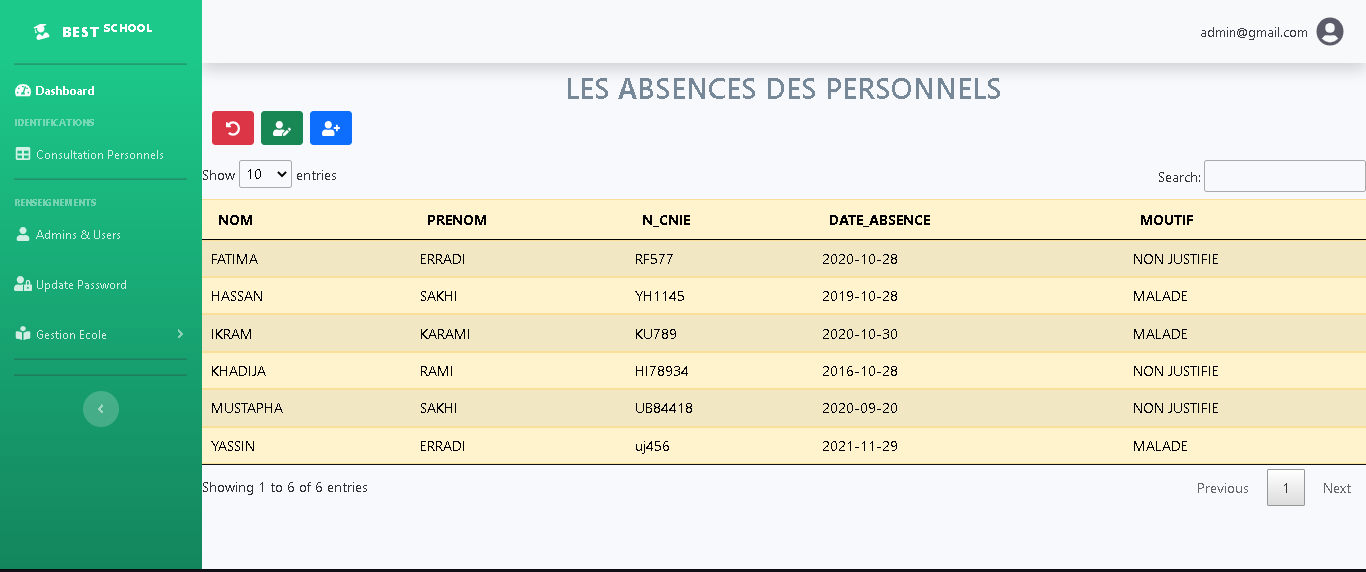 BEST SCHOOL
admin@gmail.com
Dashboard
IDENTIFICATIONS
Consultation Personnels
RENSEIGNEMENTS
Admins & Users
Update Password
Gestion Ecole
LES ABSENCES DES PERSONNELS
Show 10 entries
Search:
NOM PRENOM N_CNIE DATE_ABSENCE MOUTIF
FATIMA ERRADI RF577 2020-10-28 NON JUSTIFIE
HASSAN SAKHI YH1145 2019-10-28 MALADE
IKRAM KARAMI KU789 2020-10-30 MALADE
KHADIJA RAMI HI78934 2016-10-28 NON JUSTIFIE
MUSTAPHA SAKHI UB84418 2020-09-20 NON JUSTIFIE
YASSIN ERRADI uj456 2021-11-29 MALADE
Showing 1 to 6 of 6 entries
Previous 1 Next